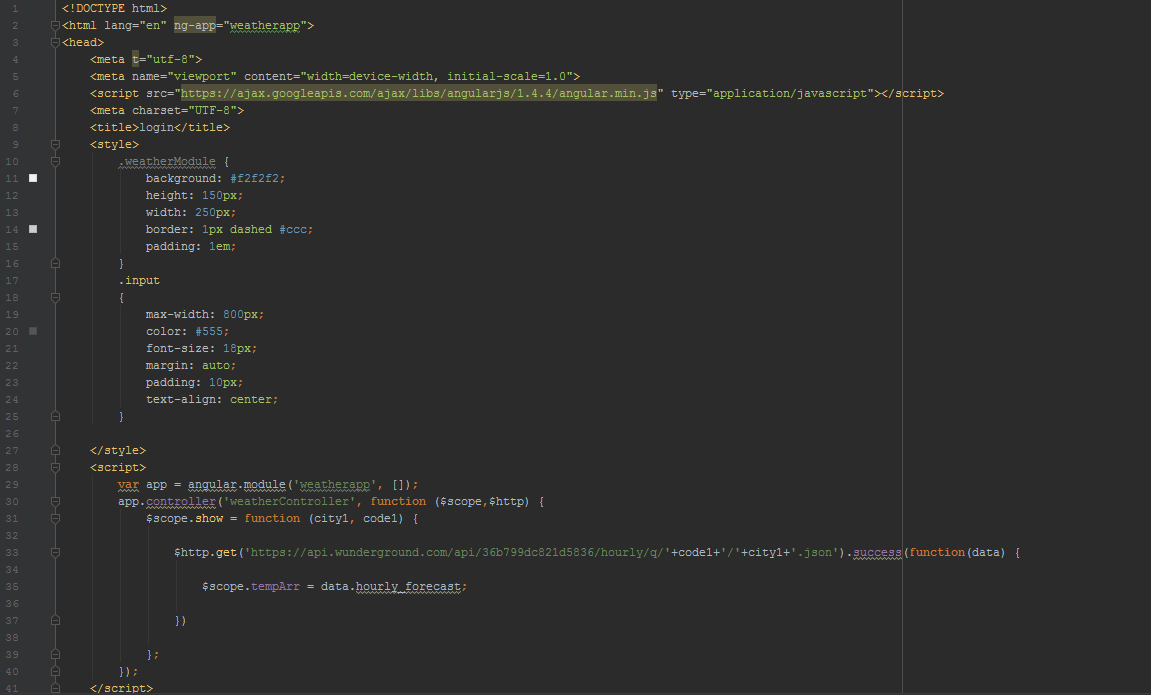 1 <!DOCTYPE html>
2 <html lang="en" ng-app="weatherapp">
3 <head>
4 <meta t="utf-8">
5 <meta name="viewport" content="width=device-width, initial-scale=1.0">
6 <script src="https://ajax.googleapis.com/ajax/libs/angularjs/1.4.4/angular.min.js" type="application/javascript"></script>
7 <meta charset="UTF-8">
8 <title>login</title>
9 <style>
10 .weatherModule {
11 background: #f2f2f2;
12 height: 150px;
13 width: 250px;
14 border: 1px dashed #ccc;
15 padding: 1em;
16 }
17 .input
18 {
19 max-width: 800px;
20 color: #555;
21 font-size: 18px;
22 margin: auto;
23 padding: 10px;
24 text-align: center;
25 }
26
27 </style>
28 <script>
29 var app = angular.module('weatherapp', []);
30 app.controller('weatherController', function ($scope,$http) {
31 $scope.show = function (city1, code1) {
32
33 $http.get('https://api.wunderground.com/api/36b799dc821d5836/hourly/q/'+code1+'/'+city1+'.json').success(function(data) {
34
35 $scope.tempArr = data.hourly_forecast;
36
37 })
38
39 };
40 });
41 </script>